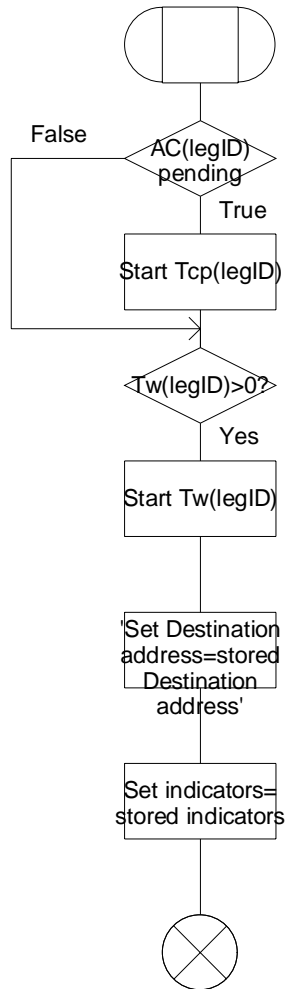 AC(legID)
pending
False
True
Start Tcp(legID)
Tw(legID)>0?
Yes
Start Tw(legID)
'Set Destination
address=stored
Destination
address'
Set indicators=
stored indicators